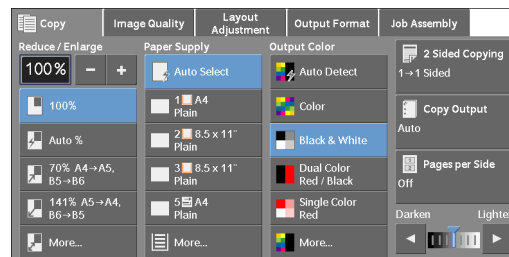 Copy
Image Quality
Layout
Adjustment
Output Format
Job Assembly
Reduce / Enlarge
100%
−
+
100%
Auto %
70% A4→A5,
B5→B6
141% A5→A4,
B6→B5
More...
Paper Supply
Auto Select
1 A4
Plain
2 8.5 x 11"
Plain
3 8.5 x 11"
Plain
5 A4
Plain
More...
Output Color
Auto Detect
Color
Black & White
Dual Color
Red / Black
Single Color
Red
More...
2 Sided Copying
1→1 Sided
Copy Output
Auto
Pages per Side
Off
Darken
Lighte